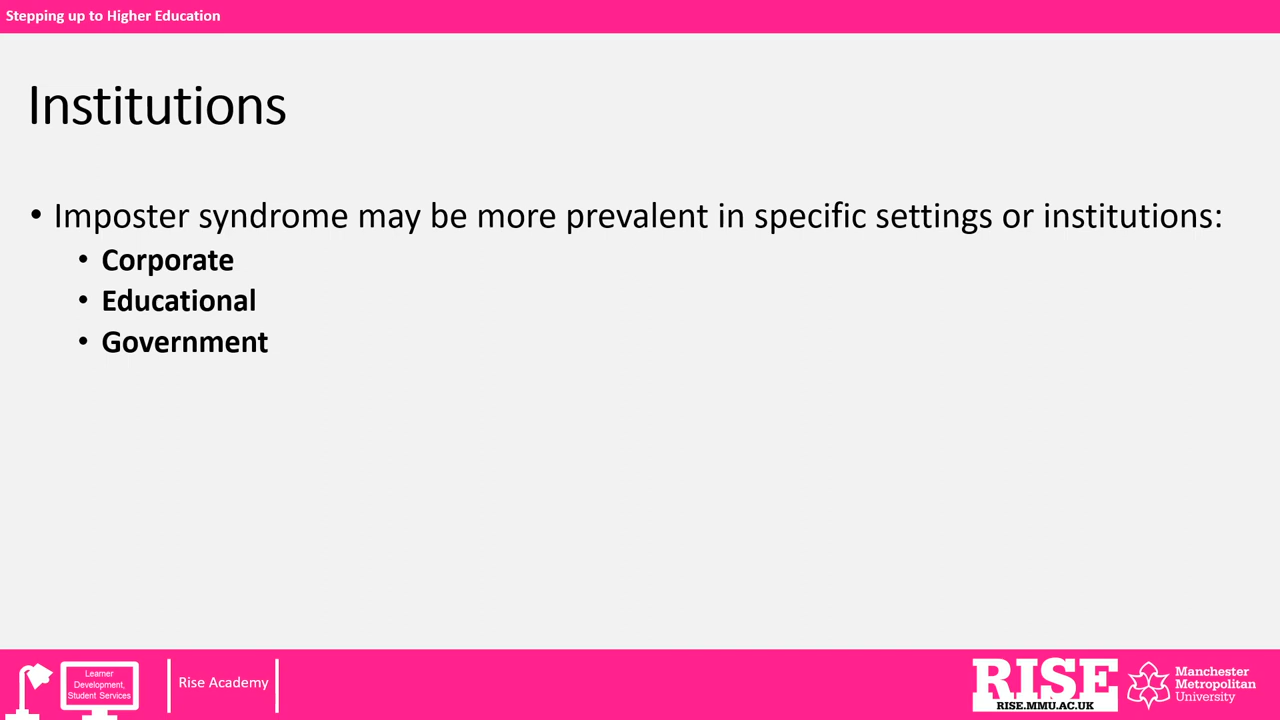 Stepping up to Higher Education
Institutions
• Imposter syndrome may be more prevalent in specific settings or institutions:
• Corporate
• Educational
• Government
Learner
Development,
Student Services
Rise Academy
RISE
RISE.MMU.AC.UK
Manchester
Metropolitan
University